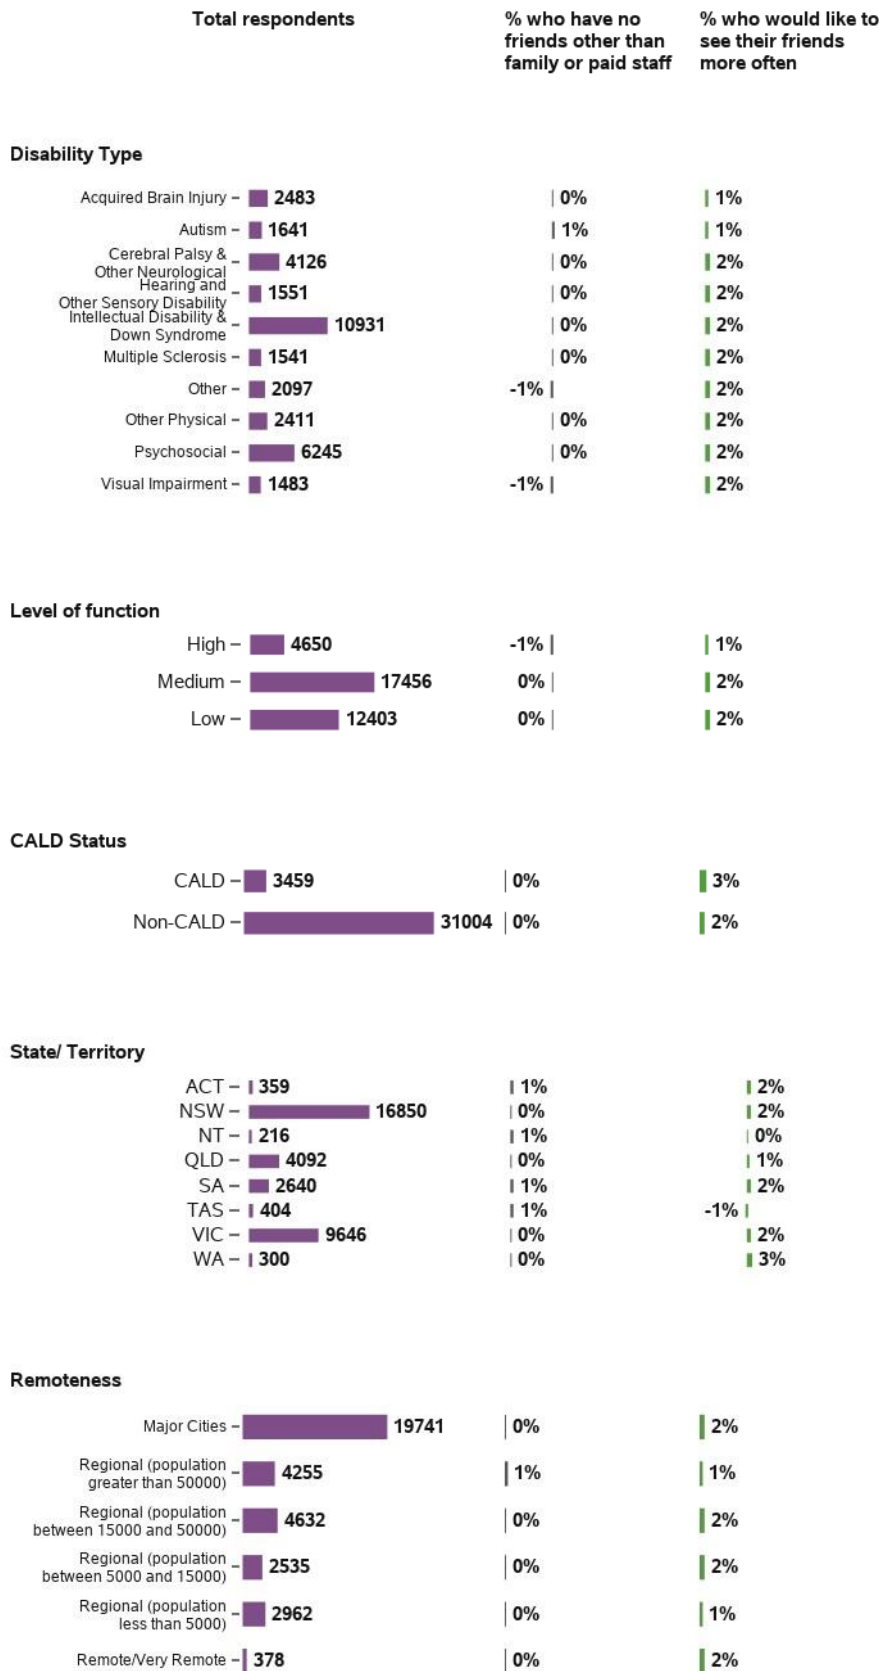 Total respondents
% who have no
friends other than
family or paid staff
% who would like to
see their friends
more often
Disability Type
Acquired Brain Injury 2483 0% 1%
Autism 1641 1% 1%
Cerebral Palsy &
Other Neurological 4126 0% 2%
Hearing and
Other Sensory Disability 1551 0% 2%
Intellectual Disability &
Down Syndrome 10931 0% 2%
Multiple Sclerosis 1541 0% 2%
Other 2097 -1% 2%
Other Physical 2411 0% 2%
Psychosocial 6245 0% 2%
Visual Impairment 1483 -1% 2%
Level of function
High 4650 -1% 1%
Medium 17456 0% 2%
Low 12403 0% 2%
CALD Status
CALD 3459 0% 3%
Non-CALD 31004 0% 2%
State/ Territory
ACT 359 1% 2%
NSW 16850 0% 2%
NT 216 1% 0%
QLD 4092 0% 1%
SA 2640 1% 2%
TAS 404 1% -1%
VIC 9646 0% 2%
WA 300 0% 3%
Remoteness
Major Cities 19741 0% 2%
Regional (population
greater than 50000) 4255 1% 1%
Regional (population
between 15000 and 50000) 4632 0% 2%
Regional (population
between 5000 and 15000) 2535 0% 2%
Regional (population
less than 5000) 2962 0% 1%
Remote/Very Remote 378 0% 2%